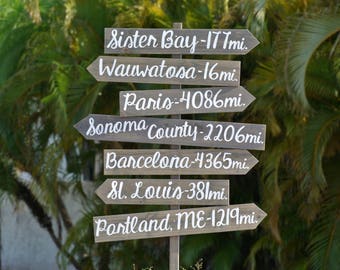 Sister Bay-177mi.
Wauwatosa-16mi.
Paris-4086mi.
Sonoma County-2206mi.
Barcelona-4365mi.
St. Louis-381mi.
Portland, ME-1219mi.